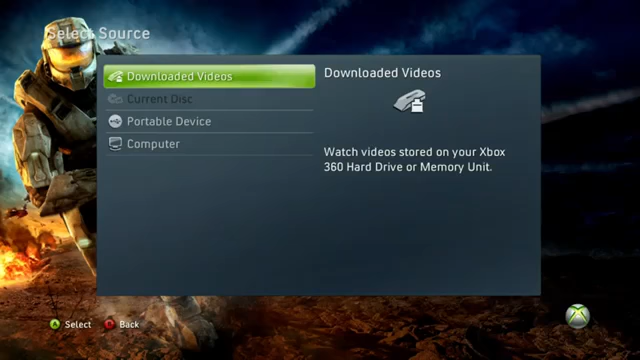 Select Source
Downloaded Videos
Current Disc
Portable Device
Computer
Downloaded Videos
Watch videos stored on your Xbox
360 Hard Drive or Memory Unit.
A Select B Back